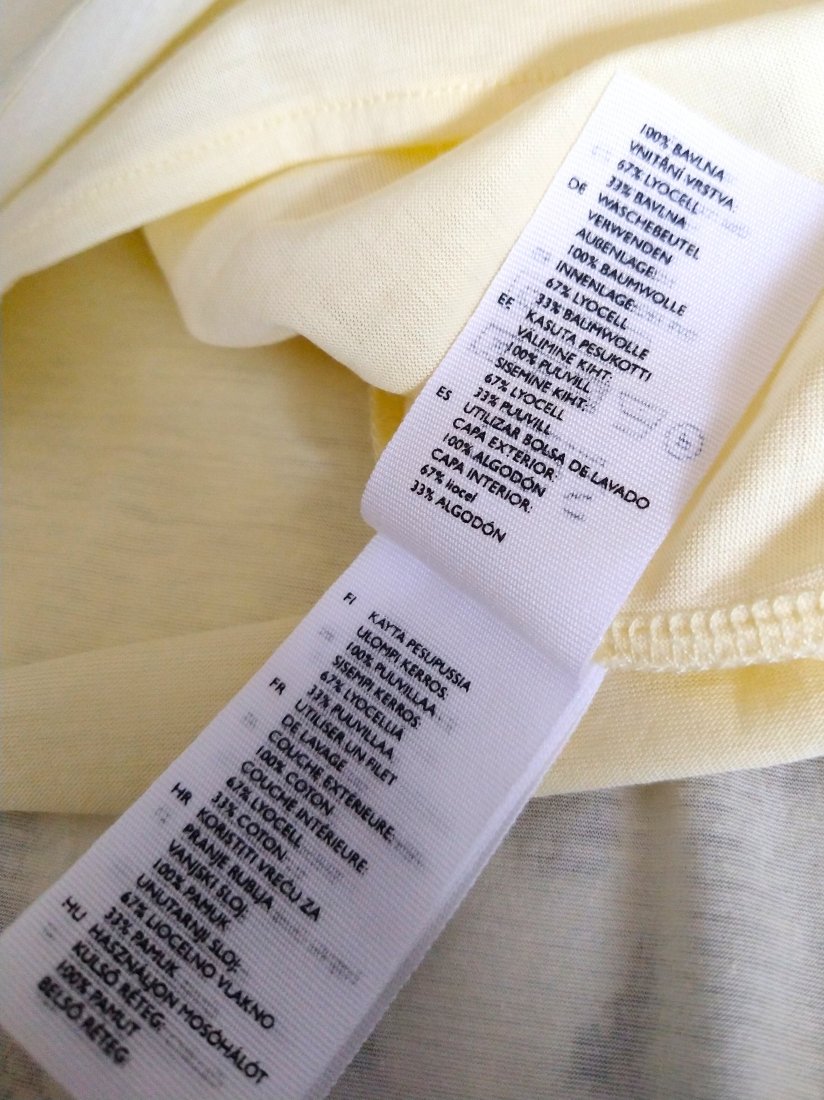 100% BAVLNA
VNITŘNÍ VRSTVA:
67% LYOCELL
33% BAVLNA
DE WÄSCHEBEUTEL
VERWENDEN
AUßENLAGE:
100% BAUMWOLLE
INNENLAGE:
67% LYOCELL
33% BAUMWOLLE
EE KASUTA PESUKOTTI
VÄLIMINE KIHT:
100% PUUVILL
SISEMINE KIHT:
67% LYOCELL
33% PUUVILL
ES UTILIZAR BOLSA DE LAVADO
CAPA EXTERIOR:
100% ALGODÓN
CAPA INTERIOR:
67% liocel
33% ALGODÓN
FI KÄYTÄ PESUPUSSIA
ULOMPI KERROS:
100% PUUVILLAA
SISEMPI KERROS:
67% LYOCELLIÄ
33% PUUVILLAA
FR UTILISER UN FILET
DE LAVAGE
COUCHE EXTÉRIEURE:
100% COTON
COUCHE INTÉRIEURE:
67% LYOCELL
33% COTON
HR KORISTITI VREĆU ZA
PRANJE RUBLJA
VANJSKI SLOJ:
100% PAMUK
UNUTARNJI SLOJ:
67% LIOCELNO VLAKNO
33% PAMUK
HU HASZNÁLJON MOSÓHÁLÓT
KÜLSŐ RÉTEG:
100% PAMUT
BELSŐ RÉTEG: